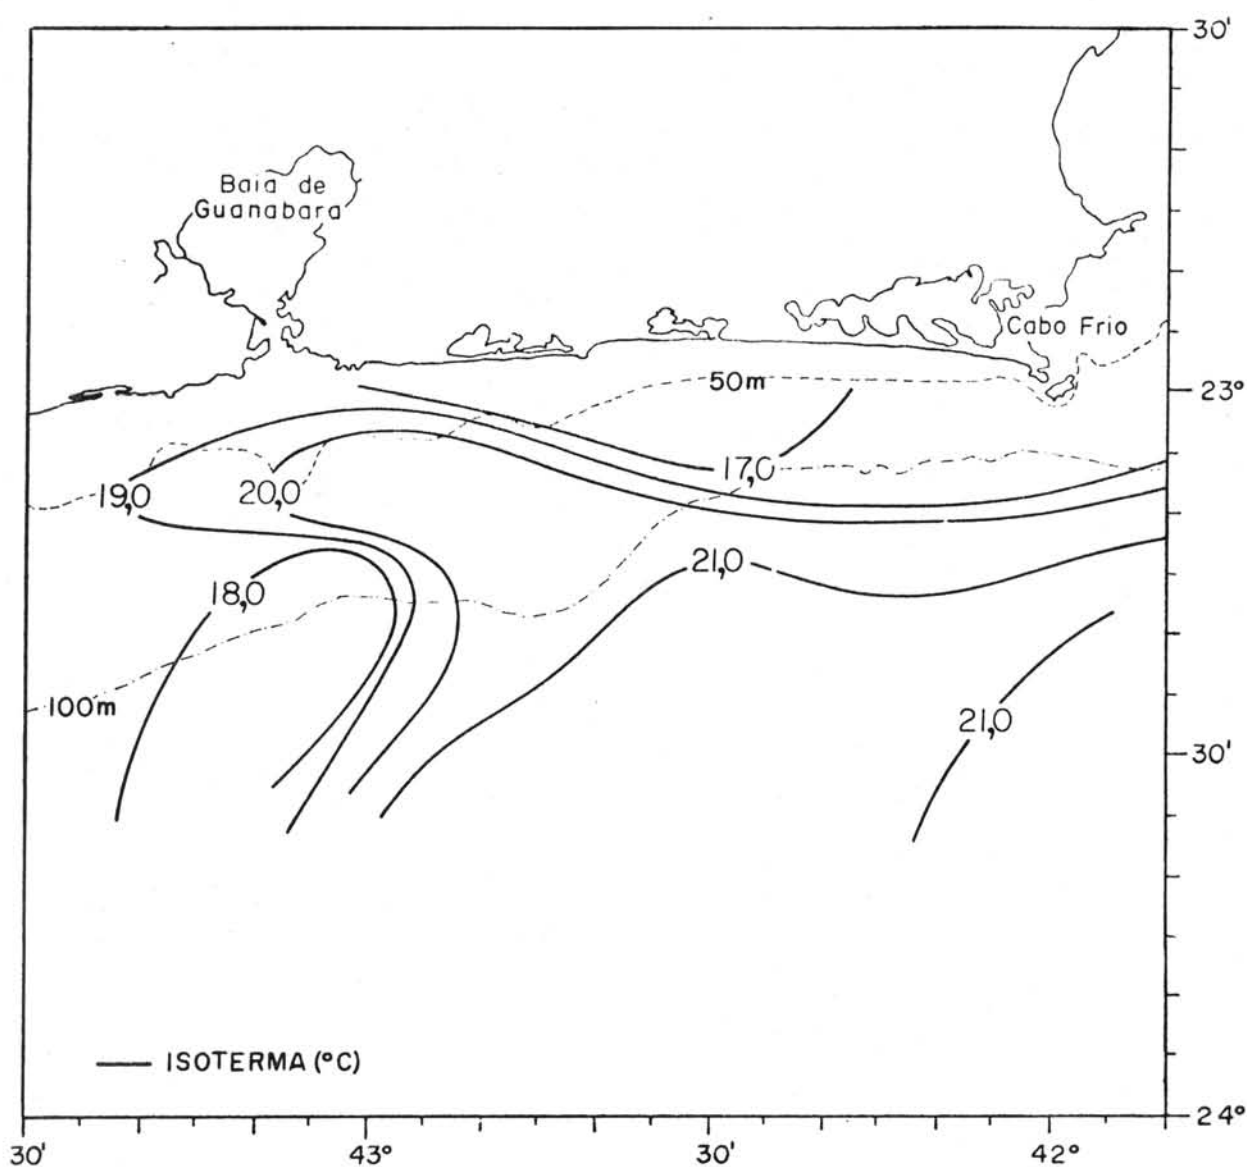 30'
Baia de
Guanabara
Cabo Frio
50m
23°
17,0
19,0
20,0
21,0
18,0
100m
21,0
30'
ISOTERMA (°C)
24°
30'
43°
30'
42°